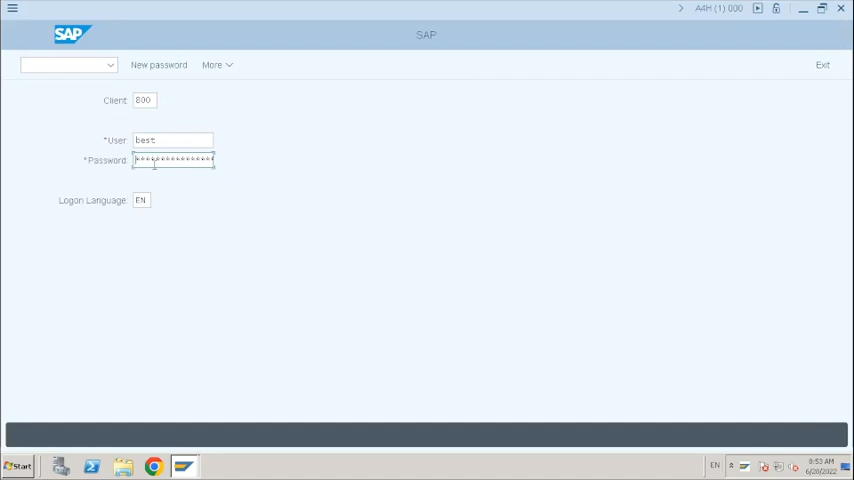 A4H (1) 000
SAP
SAP
New password
More
Exit
Client:
800
*User:
best
*Password:
****************
Logon Language:
EN
Start
EN
8:53 AM
6/20/2022